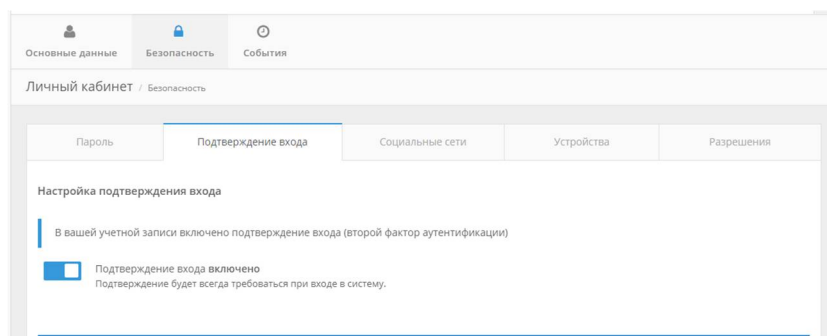 Основные данные
Безопасность
События
Личный кабинет / Безопасность
Пароль
Подтверждение входа
Социальные сети
Устройства
Разрешения
Настройка подтверждения входа
В вашей учетной записи включено подтверждение входа (второй фактор аутентификации)
Подтверждение входа включено
Подтверждение будет всегда требоваться при входе в систему.